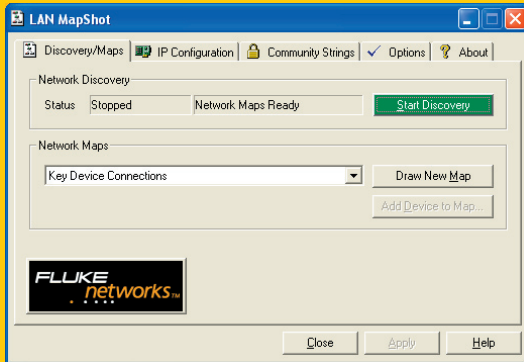 LAN MapShot
Discovery/Maps IP Configuration Community Strings Options About
Network Discovery
Status Stopped Network Maps Ready Start Discovery
Network Maps
Key Device Connections Draw New Map
Add Device to Map...
FLUKE
networks™
Close Apply Help